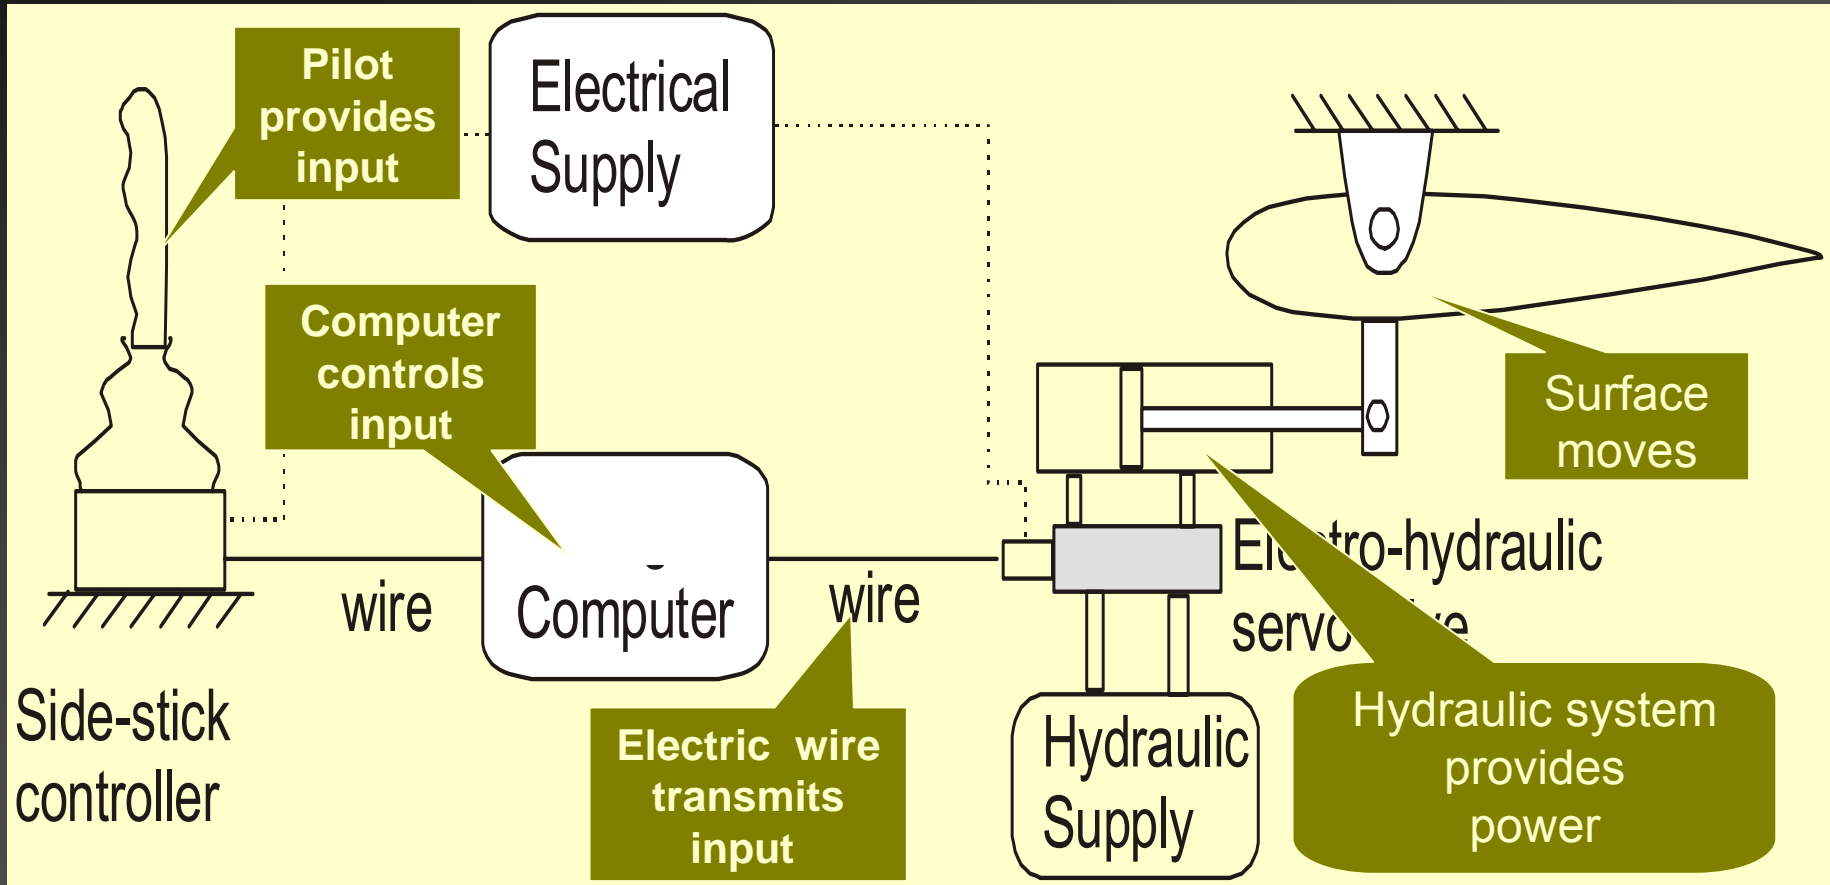 Pilot
provides
input
Electrical
Supply
Computer
controls
input
Surface
moves
wire
Computer
wire
Side-stick
controller
Electric wire
transmits
input
Hydraulic
Supply
Hydraulic system
provides
power